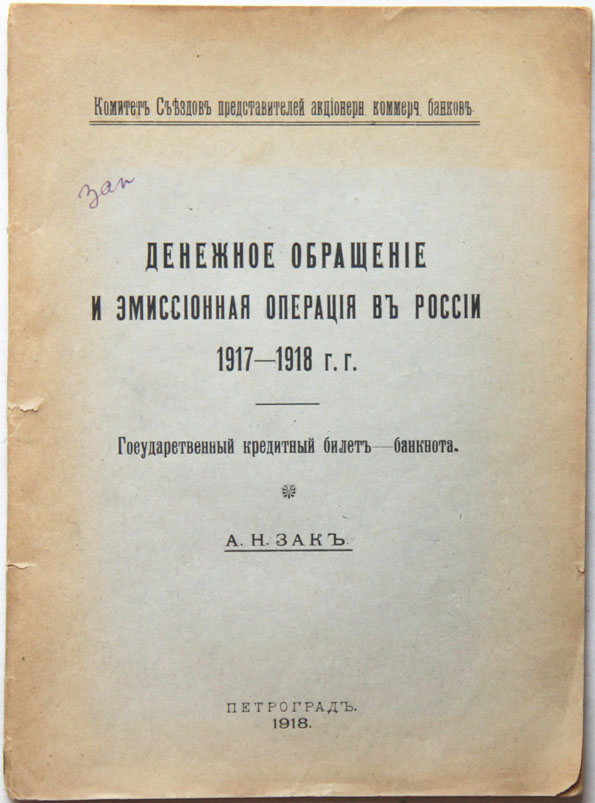 Комитетъ Съѣздовъ представителей акціонерн. коммерч. банковъ.
зап
ДЕНЕЖНОЕ ОБРАЩЕНІЕ
И ЭМИССІОННАЯ ОПЕРАЦІЯ ВЪ РОССІИ
1917—1918 г. г.
Государственный кредитный билетъ—банкнота.
А. Н. ЗАКЪ.
ПЕТРОГРАДЪ.
1918.